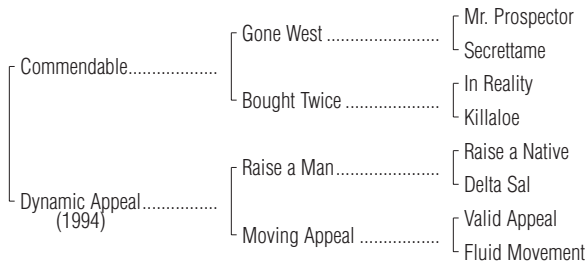 Mr. Prospector
Gone West ........................
Secrettame
Commendable...................
In Reality
Bought Twice ....................
Killaloe
Raise a Native
Raise a Man......................
Delta Sal
Dynamic Appeal................
(1994)
Valid Appeal
Moving Appeal .................
Fluid Movement